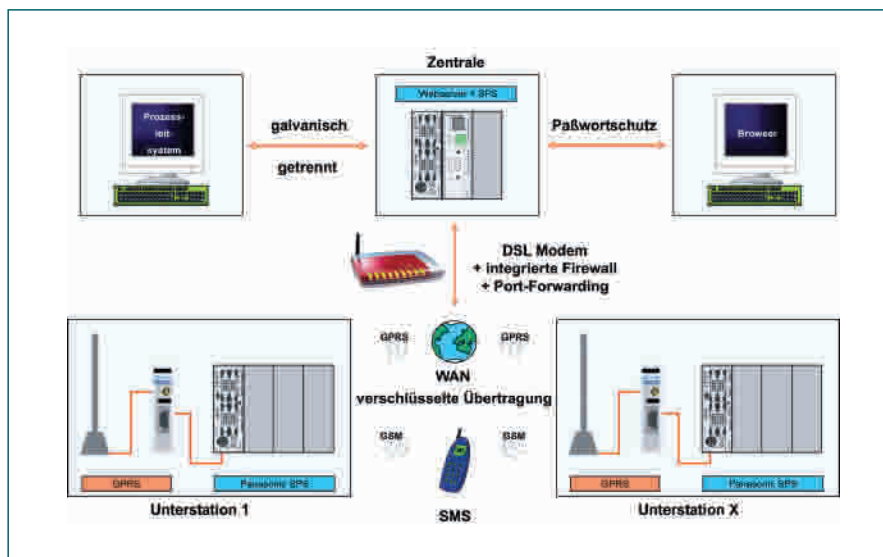 Zentrale
Webserver + SPS
Prozess-
leit-
system
galvanisch
getrennt
Paßwortschutz
Browser
DSL Modem
+ integrierte Firewall
+ Port-Forwarding
GPRS
GPRS
WAN
verschlüsselte Übertragung
GSM
GSM
SMS
GPRS
Panasonic SPS
Unterstation 1
GPRS
Panasonic SPS
Unterstation X